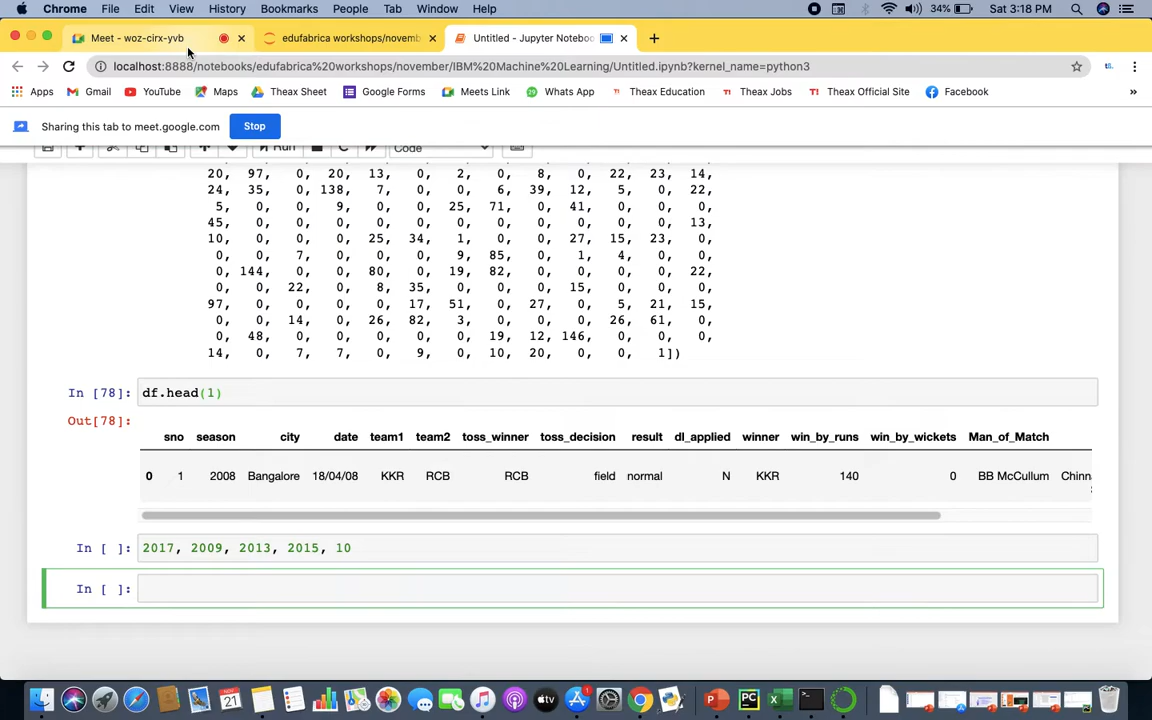 Chrome File Edit View History Bookmarks People Tab Window Help 34% Sat 3:18 PM
Meet - woz-cirx-yvb edufabrica workshops/novemb Untitled - Jupyter Notebook
localhost:8888/notebooks/edufabrica%20workshops/november/IBM%20Machine%20Learning/Untitled.ipynb?kernel_name=python3
Apps Gmail YouTube Maps Theax Sheet Google Forms Meets Link Whats App Theax Education Theax Jobs Theax Official Site Facebook »
Sharing this tab to meet.google.com Stop
Run Code
20, 97, 0, 20, 13, 0, 2, 0, 8, 0, 22, 23, 14,
24, 35, 0, 138, 7, 0, 0, 6, 39, 12, 5, 0, 22,
5, 0, 0, 9, 0, 25, 71, 0, 41, 0, 0, 0,
45, 0, 0, 0, 0, 0, 0, 0, 0, 0, 0, 13,
10, 0, 0, 25, 34, 1, 0, 0, 27, 15, 23, 0,
0, 0, 7, 0, 0, 9, 85, 0, 1, 4, 0, 0,
0, 144, 0, 0, 80, 0, 19, 82, 0, 0, 0, 0, 22,
0, 0, 22, 0, 8, 35, 0, 0, 15, 0, 0, 0,
97, 0, 0, 0, 0, 17, 51, 0, 27, 0, 5, 21, 15,
0, 0, 14, 0, 26, 82, 3, 0, 0, 0, 26, 61, 0,
0, 48, 0, 0, 0, 0, 19, 12, 146, 0, 0, 0,
14, 0, 7, 7, 0, 9, 0, 10, 20, 0, 0, 1])
In [78]: df.head(1)
Out[78]:
sno season city date team1 team2 toss_winner toss_decision result dl_applied winner win_by_runs win_by_wickets Man_of_Match
0 1 2008 Bangalore 18/04/08 KKR RCB RCB field normal N KKR 140 0 BB McCullum Chinn
In [ ]: 2017, 2009, 2013, 2015, 10
In [ ]: